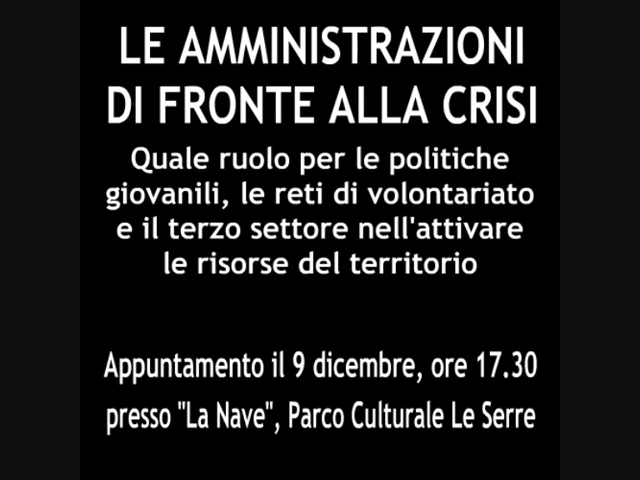 LE AMMINISTRAZIONI
DI FRONTE ALLA CRISI
Quale ruolo per le politiche
giovanili, le reti di volontariato
e il terzo settore nell'attivare
le risorse del territorio
Appuntamento il 9 dicembre, ore 17.30
presso "La Nave", Parco Culturale Le Serre